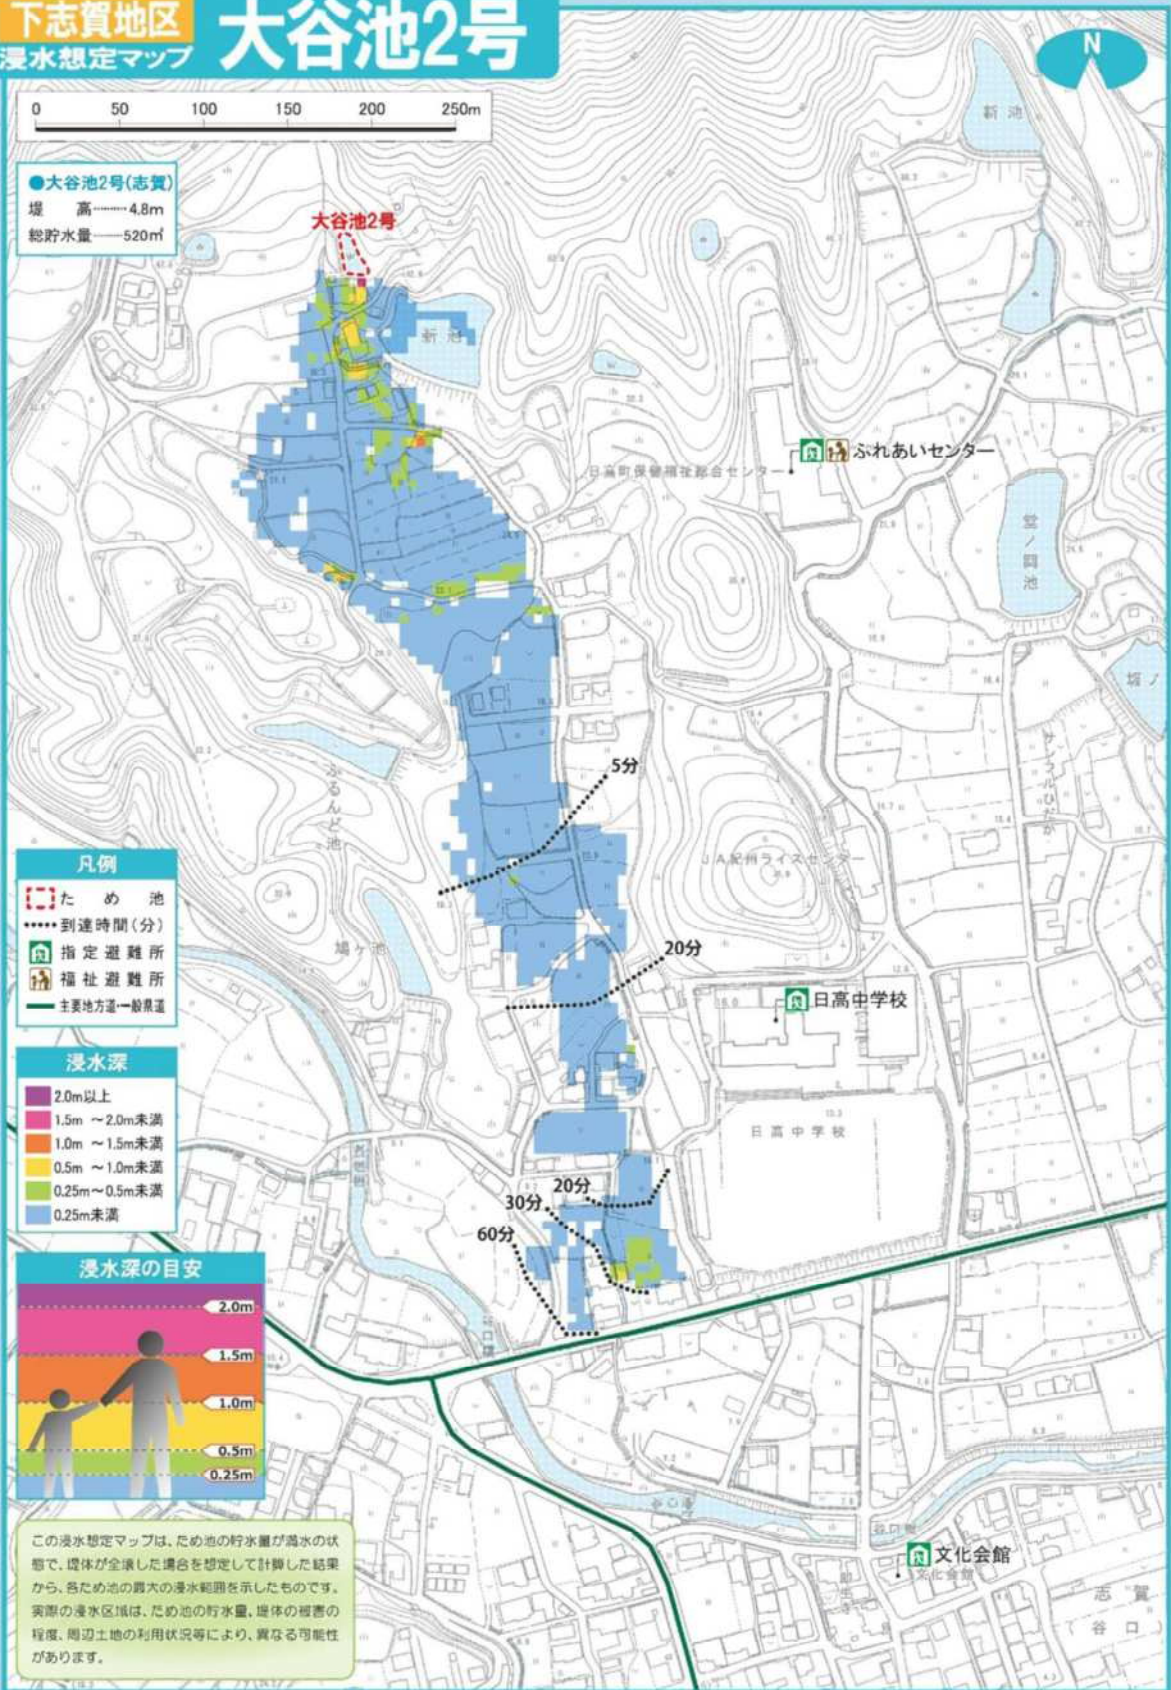 下志賀地区
浸水想定マップ
大谷池2号
N
0 50 100 150 200 250m
●大谷池2号(志賀)
堤 高………4.8m
総貯水量……520㎥
大谷池2号
新池
新池
ふれあいセンター
日高町保健福祉総合センター
堂ノ間池
堀ノ
サンフルひだか
ふるんど池
5分
JA紀州ライスセンター
凡例
ため池
到達時間(分)
指定避難所
福祉避難所
主要地方道・一般県道
鳩ヶ池
20分
日高中学校
日高中学校
浸水深
2.0m以上
1.5m ～2.0m未満
1.0m ～1.5m未満
0.5m ～1.0m未満
0.25m～0.5m未満
0.25m未満
20分
30分
60分
浸水深の目安
2.0m
1.5m
1.0m
0.5m
0.25m
この浸水想定マップは、ため池の貯水量が満水の状
態で、堤体が全壊した場合を想定して計算した結果
から、各ため池の最大の浸水範囲を示したものです。
実際の浸水区域は、ため池の貯水量、堤体の被害の
程度、周辺土地の利用状況等により、異なる可能性
があります。
文化会館
文化会館
志賀
(谷口)